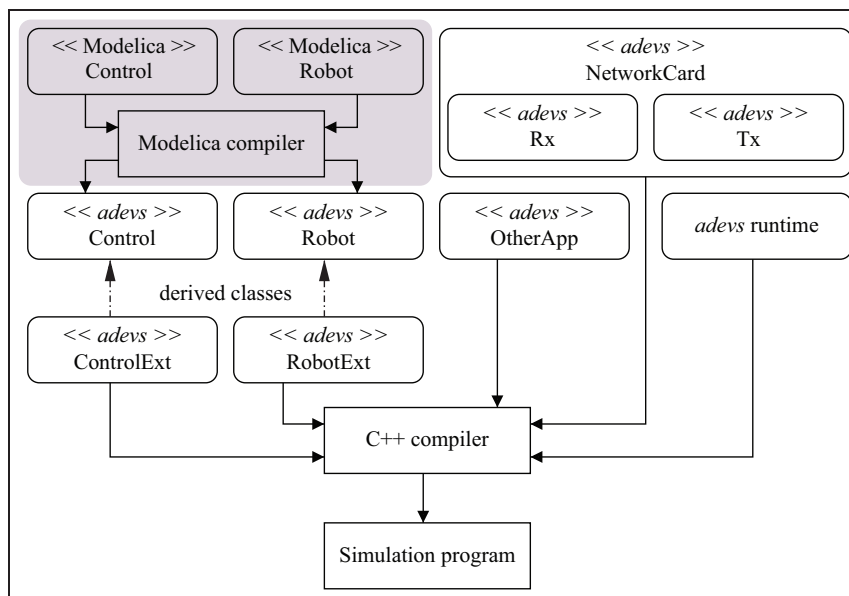 << Modelica >>
Control
<< Modelica >>
Robot
<< adevs >>
NetworkCard
<< adevs >>
Rx
<< adevs >>
Tx
Modelica compiler
<< adevs >>
Control
<< adevs >>
Robot
<< adevs >>
OtherApp
adevs runtime
derived classes
<< adevs >>
ControlExt
<< adevs >>
RobotExt
C++ compiler
Simulation program